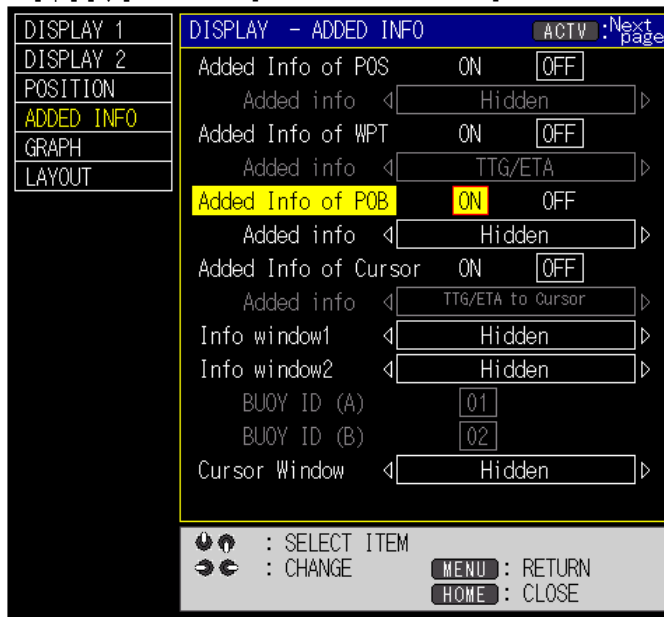 DISPLAY 1
DISPLAY 2
POSITION
ADDED INFO
GRAPH
LAYOUT
DISPLAY - ADDED INFO ACTV :Next page
Added Info of POS ON OFF
Added info Hidden
Added Info of WPT ON OFF
Added info TTG/ETA
Added Info of POB ON OFF
Added info Hidden
Added Info of Cursor ON OFF
Added info TTG/ETA to Cursor
Info window1 Hidden
Info window2 Hidden
BUOY ID (A) 01
BUOY ID (B) 02
Cursor Window Hidden
: SELECT ITEM
: CHANGE MENU : RETURN
HOME : CLOSE